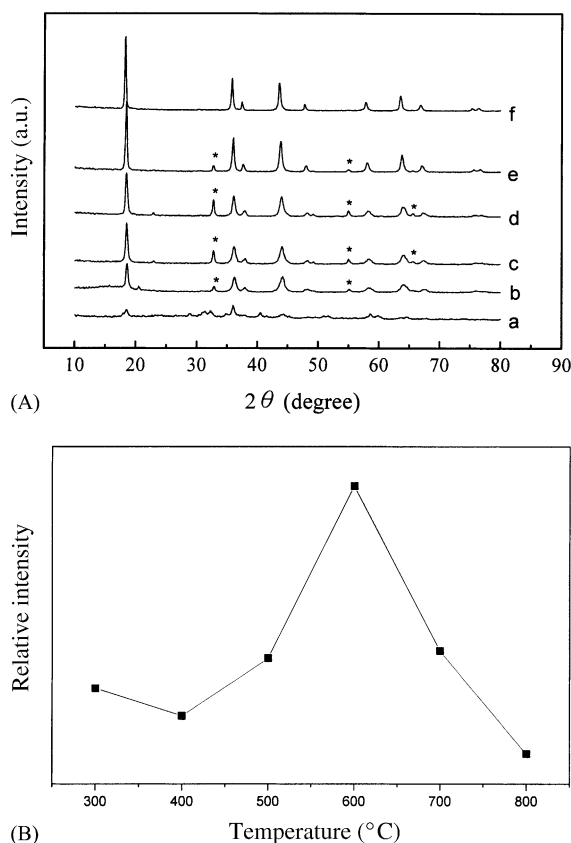 Intensity (a.u.)
*
*
*
*
*
*
*
*
*
*
f
e
d
c
b
a
10 20 30 40 50 60 70 80 90
2θ (degree)
(A)
Relative intensity
300 400 500 600 700 800
Temperature (°C)
(B)